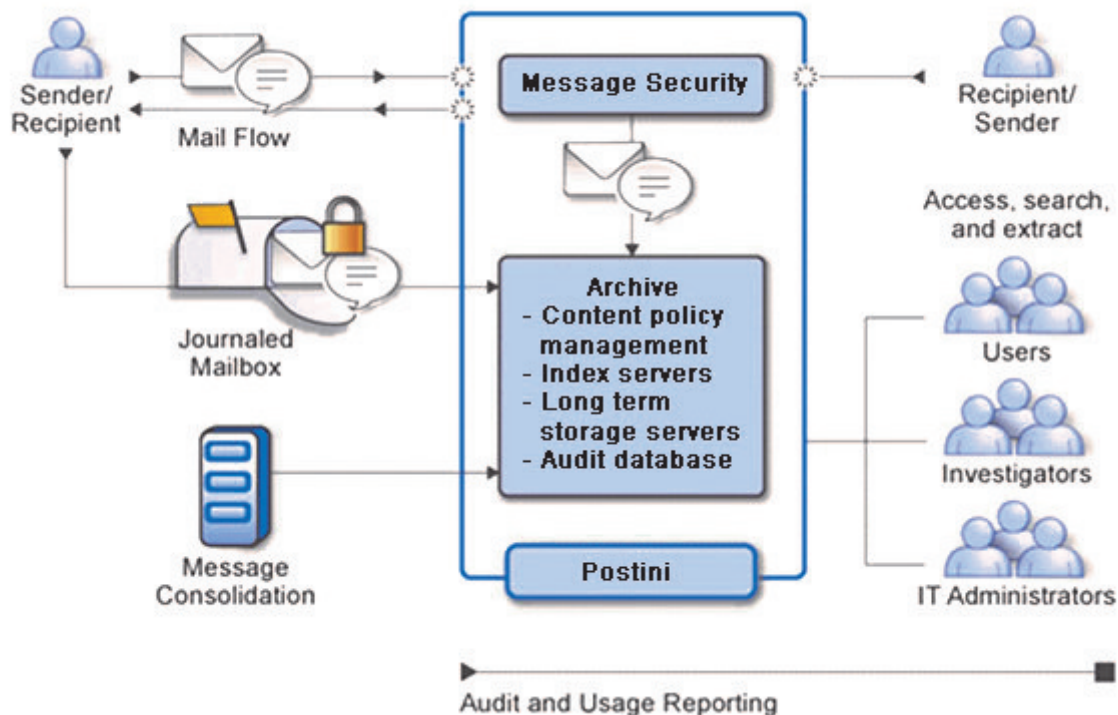 Sender/
Recipient
Mail Flow
Message Security
Recipient/
Sender
Journaled
Mailbox
Archive
- Content policy
management
- Index servers
- Long term
storage servers
- Audit database
Access, search,
and extract
Users
Investigators
IT Administrators
Message
Consolidation
Postini
Audit and Usage Reporting